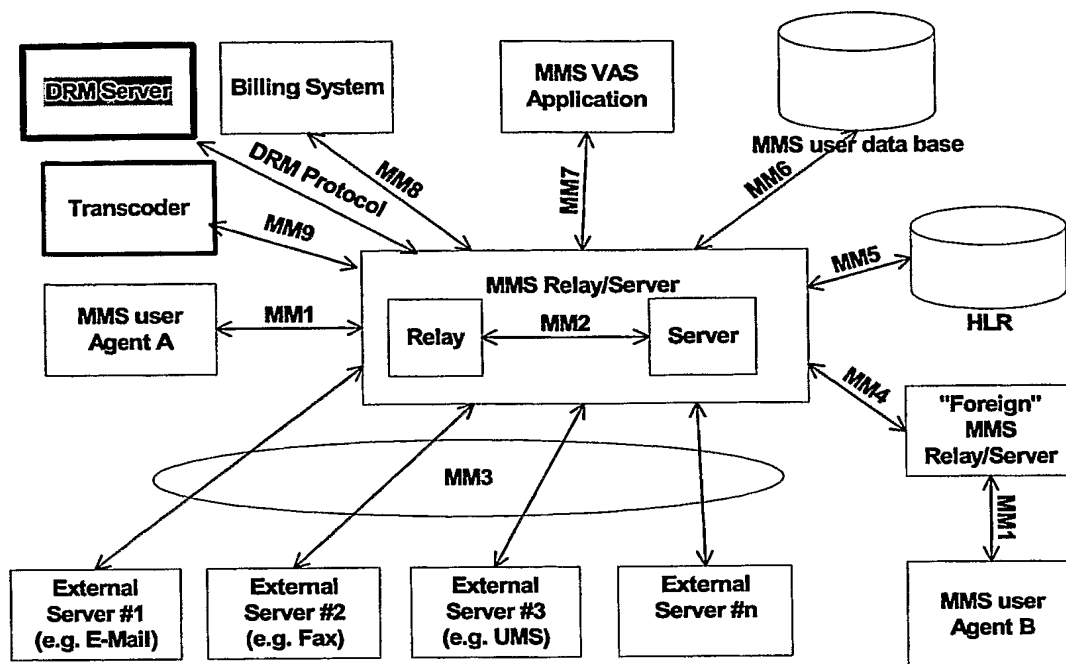 DRM Server
Billing System
MMS VAS
Application
MMS user data base
DRM Protocol
MM8
MM7
MM6
Transcoder
MM9
MMS Relay/Server
MM5
HLR
MMS user
Agent A
MM1
Relay
MM2
Server
MM4
"Foreign"
MMS
Relay/Server
MM3
MM1
External
Server #1
(e.g. E-Mail)
External
Server #2
(e.g. Fax)
External
Server #3
(e.g. UMS)
External
Server #n
MMS user
Agent B